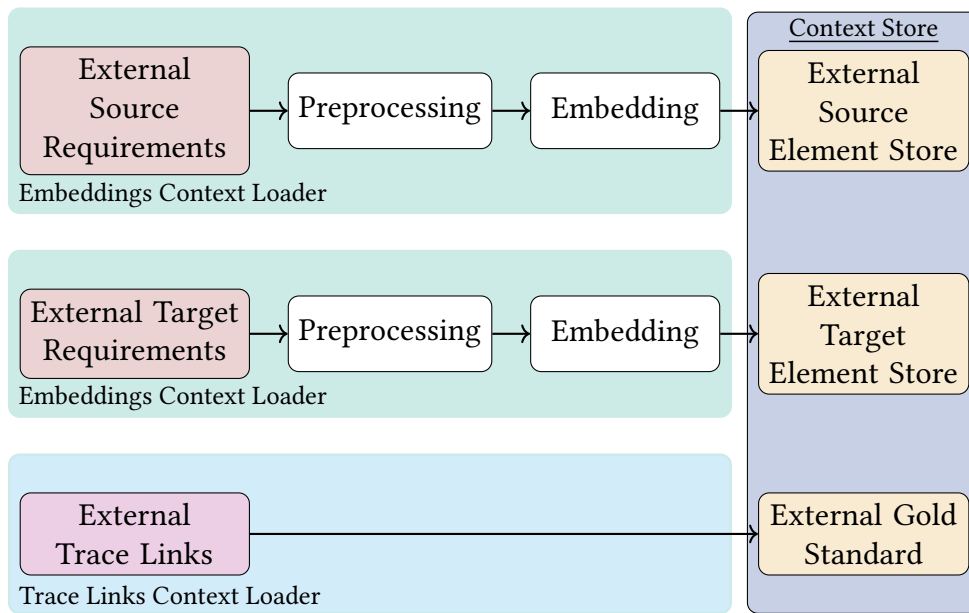 Context Store
External
Source
Requirements
Preprocessing
Embedding
External
Source
Element Store
Embeddings Context Loader
External Target
Requirements
Preprocessing
Embedding
External
Target
Element Store
Embeddings Context Loader
External
Trace Links
External Gold
Standard
Trace Links Context Loader